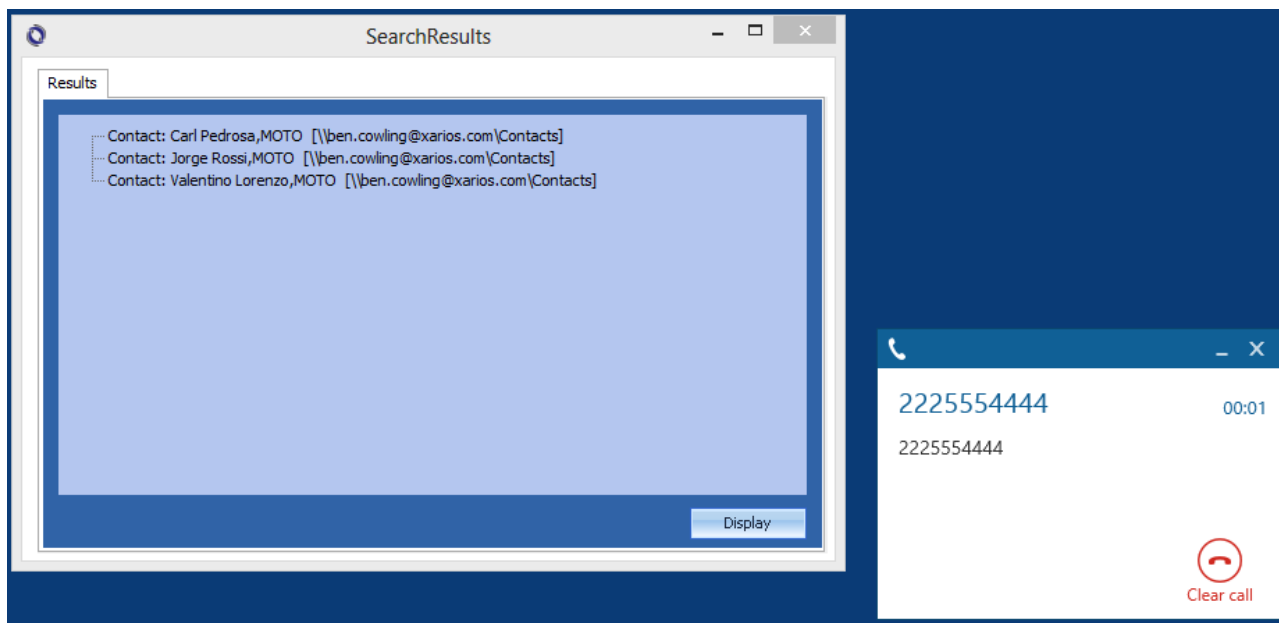 SearchResults
Results
Contact: Carl Pedrosa,MOTO [\\ben.cowling@xarios.com\Contacts]
Contact: Jorge Rossi,MOTO [\\ben.cowling@xarios.com\Contacts]
Contact: Valentino Lorenzo,MOTO [\\ben.cowling@xarios.com\Contacts]
Display
2225554444 00:01
2225554444
Clear call